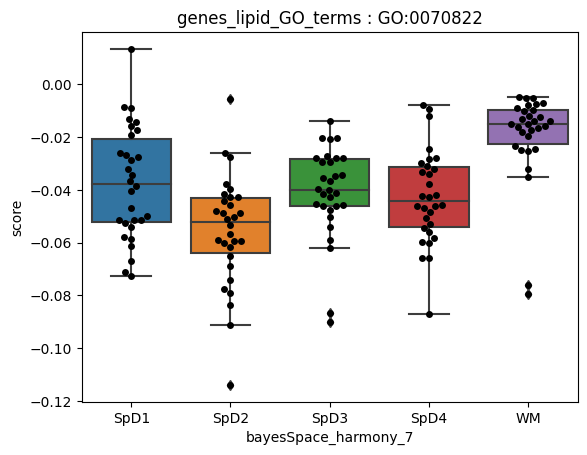 genes_lipid_GO_terms : GO:0070822
0.00
−0.02
−0.04
−0.06
−0.08
−0.10
−0.12
score
SpD1 SpD2 SpD3 SpD4 WM
bayesSpace_harmony_7